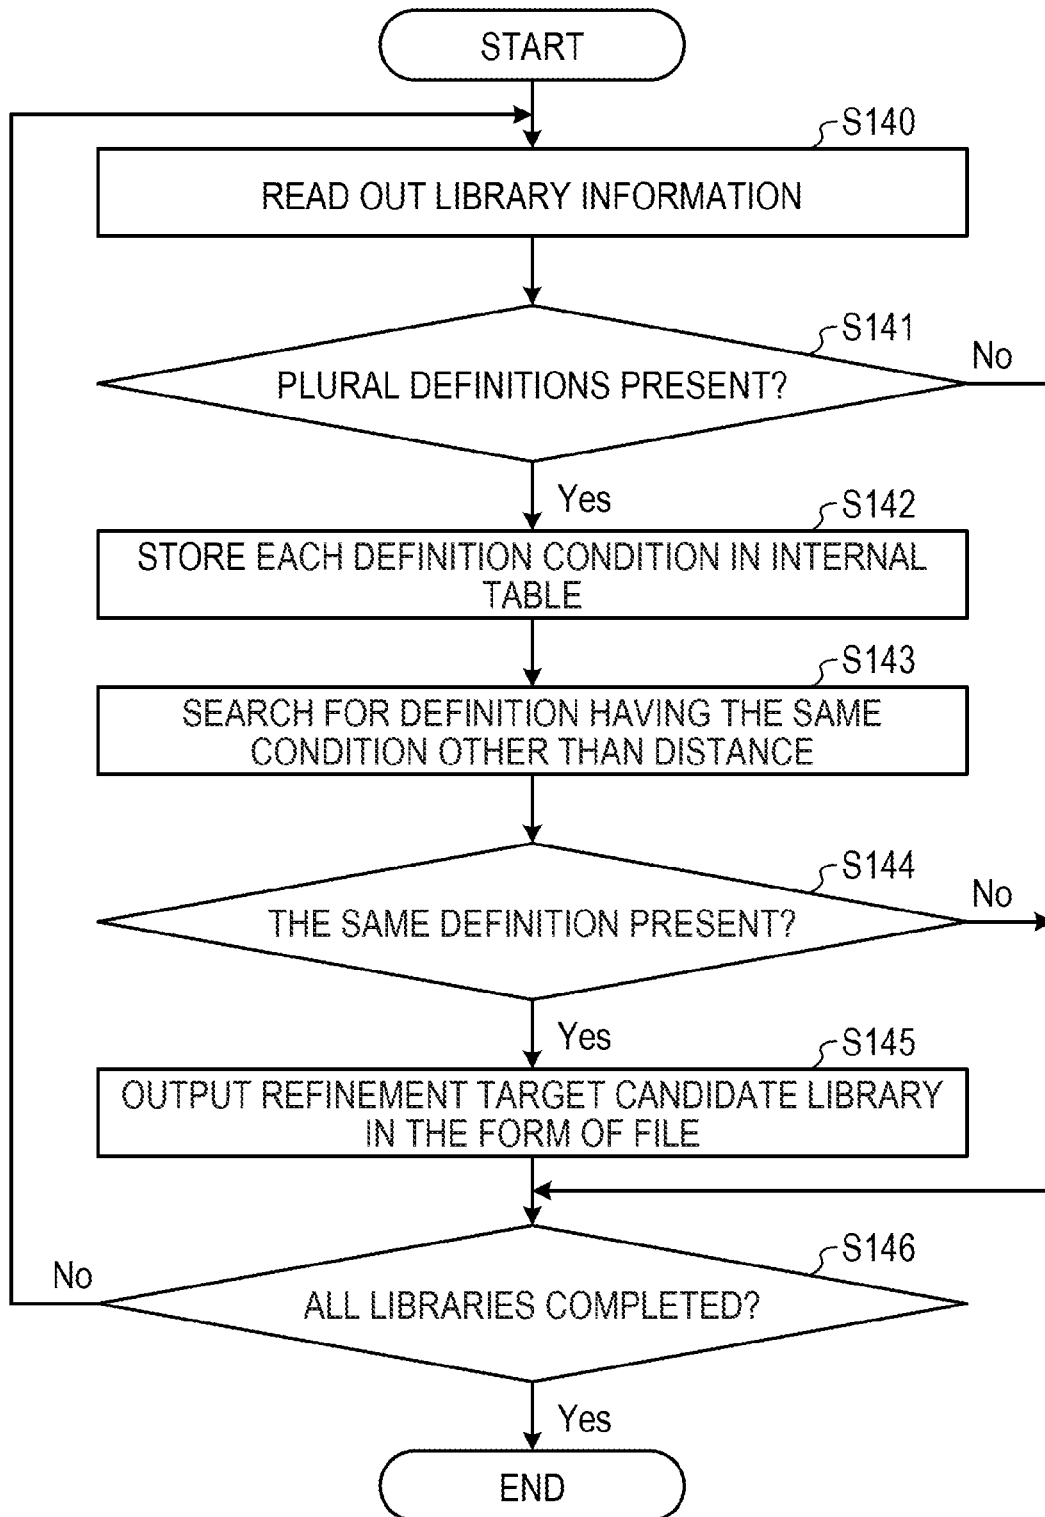 START
S140
READ OUT LIBRARY INFORMATION
S141
No
PLURAL DEFINITIONS PRESENT?
Yes
S142
STORE EACH DEFINITION CONDITION IN INTERNAL
TABLE
S143
SEARCH FOR DEFINITION HAVING THE SAME
CONDITION OTHER THAN DISTANCE
S144
No
THE SAME DEFINITION PRESENT?
Yes
S145
OUTPUT REFINEMENT TARGET CANDIDATE LIBRARY
IN THE FORM OF FILE
S146
No
ALL LIBRARIES COMPLETED?
Yes
END